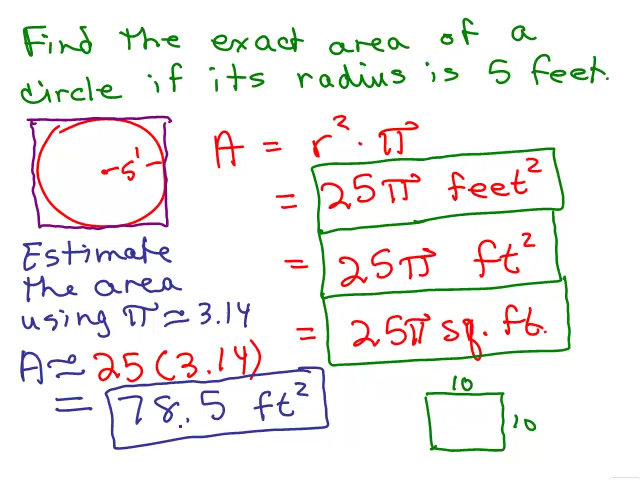 Find the exact area of a
circle if its radius is 5 feet.
5'
A = r² · π
= 25π feet²
= 25π ft²
= 25π sq. ft.
Estimate
the area
using π ≈ 3.14
A ≈ 25 (3.14)
= 78.5 ft²
10
10